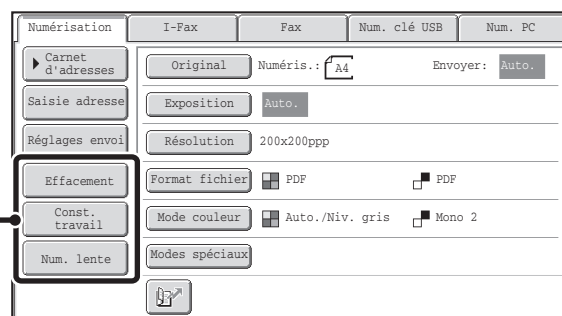 Numérisation I-Fax Fax Num. clé USB Num. PC
Carnet
d'adresses
Original Numéris.: A4 Envoyer: Auto.
Saisie adresse
Exposition Auto.
Réglages envoi
Résolution 200x200ppp
Effacement
Format fichier PDF PDF
Const.
travail
Mode couleur Auto./Niv. gris Mono 2
Num. lente
Modes spéciaux